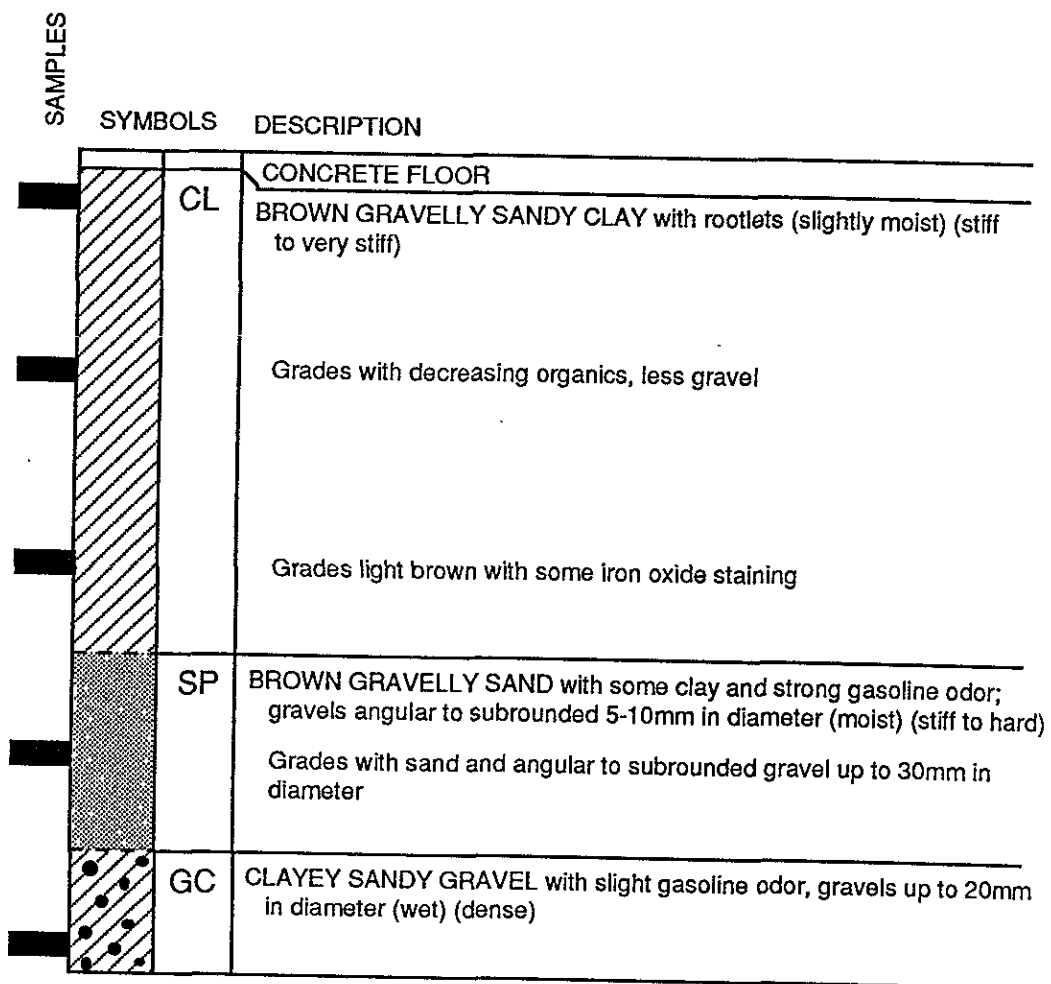 SAMPLES
SYMBOLS DESCRIPTION
CONCRETE FLOOR
CL BROWN GRAVELLY SANDY CLAY with rootlets (slightly moist) (stiff
to very stiff)
Grades with decreasing organics, less gravel
Grades light brown with some iron oxide staining
SP BROWN GRAVELLY SAND with some clay and strong gasoline odor;
gravels angular to subrounded 5-10mm in diameter (moist) (stiff to hard)
Grades with sand and angular to subrounded gravel up to 30mm in
diameter
GC CLAYEY SANDY GRAVEL with slight gasoline odor, gravels up to 20mm
in diameter (wet) (dense)